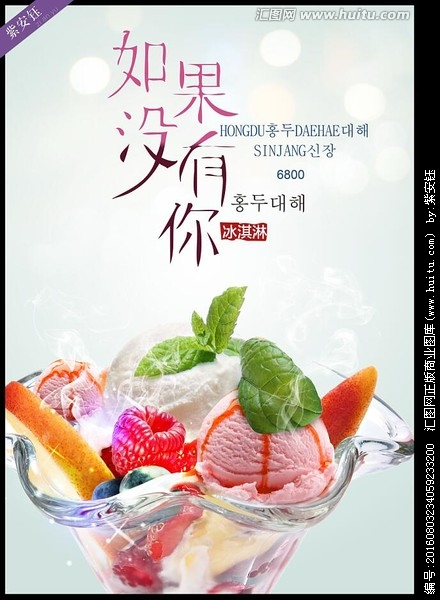 紫安钰
汇图网
www.huitu.com
如果
没有
你
HONGDU홍두DAEHAE대해
SINJANG신장
6800
홍두대해
冰淇淋
编号:20160803234059233200 汇图网正版商业图库(www.huitu.com) by:紫安钰